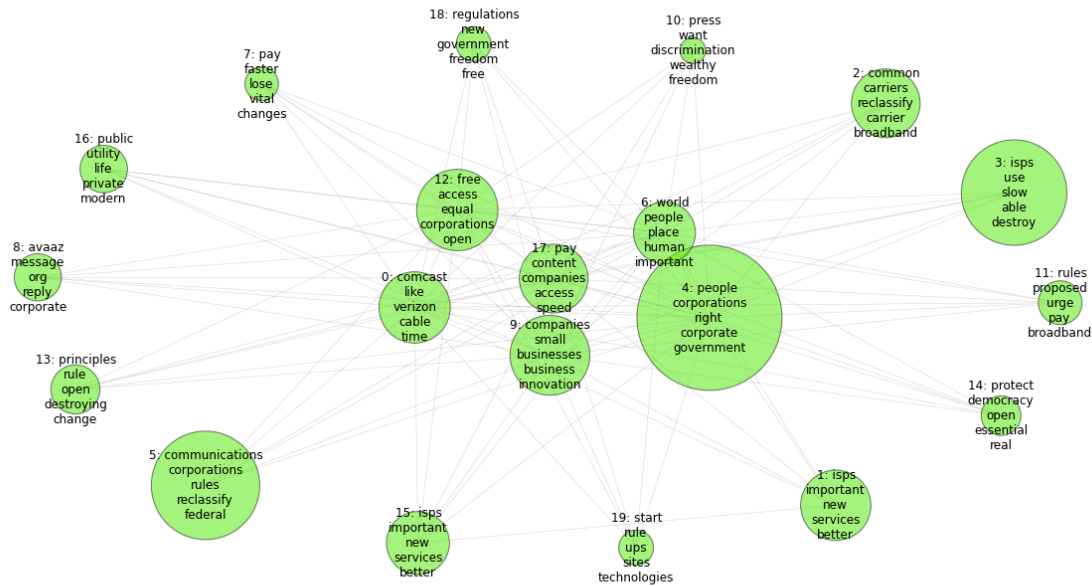 18: regulations
new
government
freedom
free
10: press
want
discrimination
wealthy
freedom
7: pay
faster
lose
vital
changes
2: common
carriers
reclassify
carrier
broadband
16: public
utility
life
private
modern
12: free
access
equal
corporations
open
3: isps
use
slow
able
destroy
6: world
people
place
human
important
8: avaaz
message
org
reply
corporate
17: pay
content
companies
access
speed
0: comcast
like
verizon
cable
time
4: people
corporations
right
corporate
government
11: rules
proposed
urge
pay
broadband
9: companies
small
businesses
business
innovation
13: principles
rule
open
destroying
change
14: protect
democracy
open
essential
real
5: communications
corporations
rules
reclassify
federal
15: isps
important
new
services
better
19: start
rule
ups
sites
technologies
1: isps
important
new
services
better